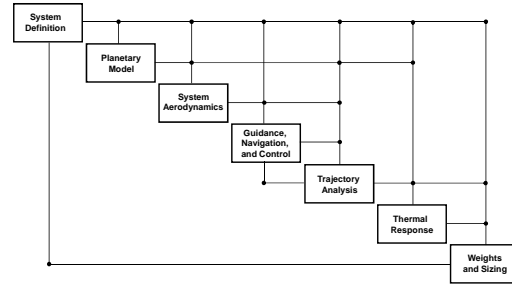 System
Definition
Planetary
Model
System
Aerodynamics
Guidance,
Navigation,
and Control
Trajectory
Analysis
Thermal
Response
Weights
and Sizing